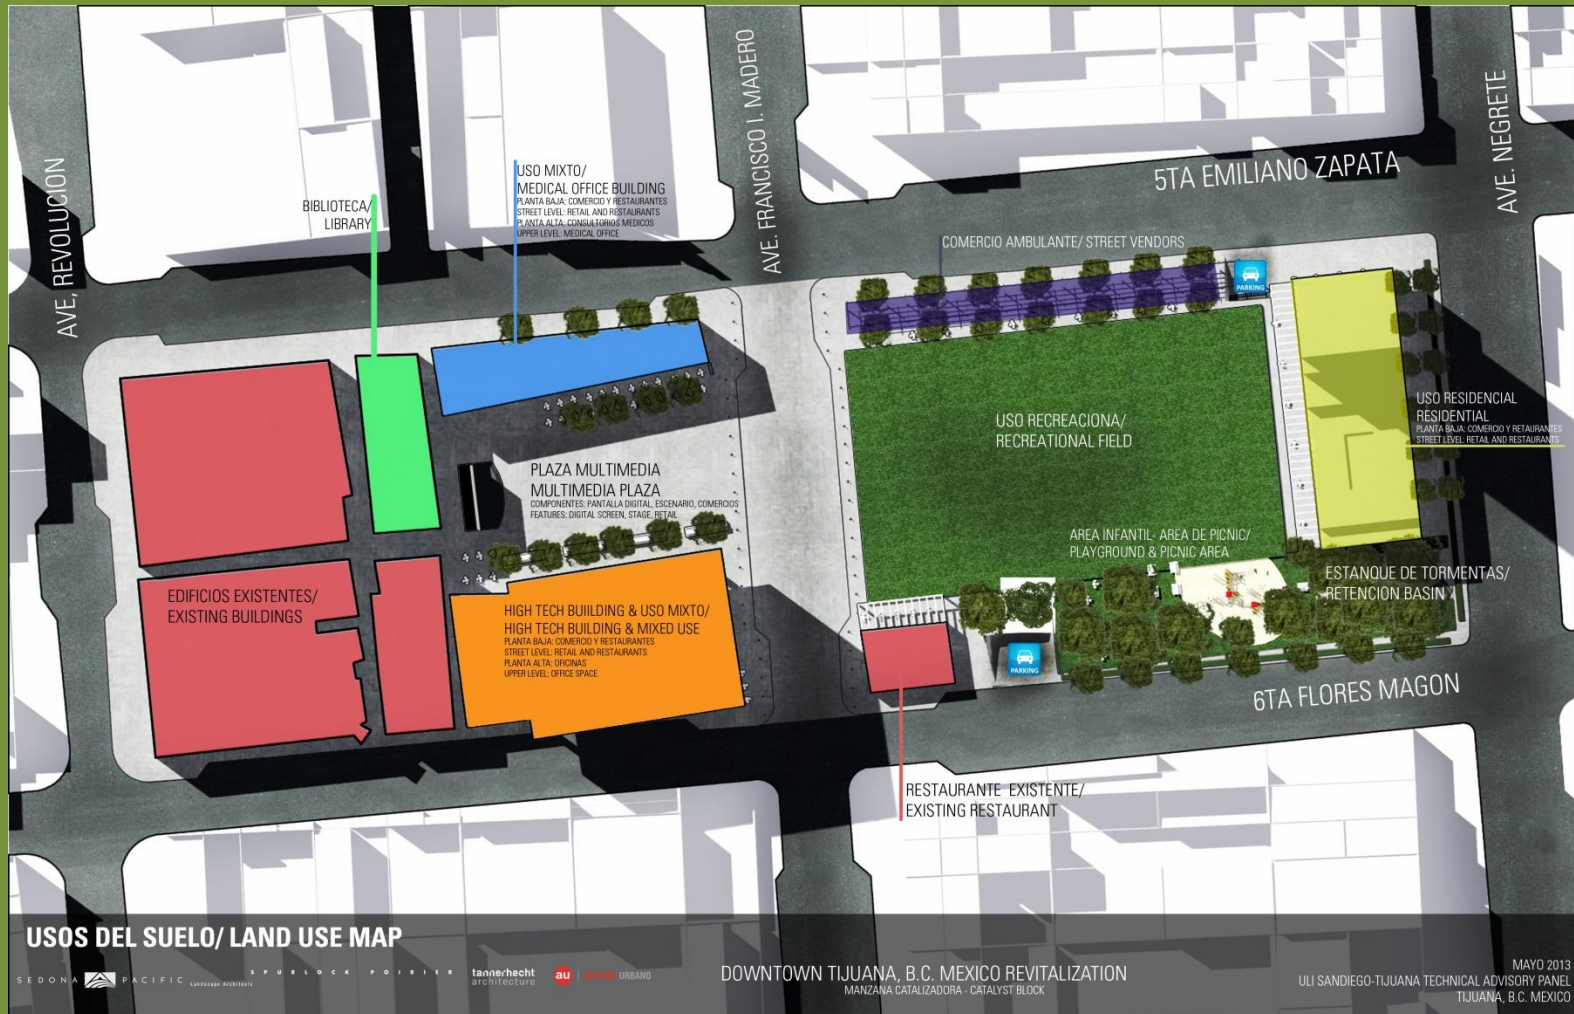 AVE, REVOLUCION
BIBLIOTECA/
LIBRARY
USO MIXTO/
MEDICAL OFFICE BUILDING
PLANTA BAJA: COMERCIO Y RESTAURANTES
STREET LEVEL: RETAIL AND RESTAURANTS
PLANTA ALTA: CONSULTORIOS MEDICOS
UPPER LEVEL: MEDICAL OFFICE
AVE. FRANCISCO I. MADERO
5TA EMILIANO ZAPATA
AVE. NEGRETE
COMERCIO AMBULANTE/ STREET VENDORS
PARKING
USO RECREACIONA/
RECREATIONAL FIELD
USO RESIDENCIAL
RESIDENTIAL
PLANTA BAJA: COMERCIO Y RETAURANTES
STREET LEVEL: RETAIL AND RESTAURANTS
PLAZA MULTIMEDIA
MULTIMEDIA PLAZA
COMPONENTES: PANTALLA DIGITAL, ESCENARIO, COMERCIOS
FEATURES: DIGITAL SCREEN, STAGE, RETAIL
AREA INFANTIL- AREA DE PICNIC/
PLAYGROUND & PICNIC AREA
ESTANQUE DE TORMENTAS/
RETENCION BASIN
EDIFICIOS EXISTENTES/
EXISTING BUILDINGS
HIGH TECH BUIILDING & USO MIXTO/
HIGH TECH BUILDING & MIXED USE
PLANTA BAJA: COMERCIO Y RESTAURANTES
STREET LEVEL: RETAIL AND RESTAURANTS
PLANTA ALTA: OFICINAS
UPPER LEVEL: OFFICE SPACE
PARKING
6TA FLORES MAGON
RESTAURANTE EXISTENTE/
EXISTING RESTAURANT
USOS DEL SUELO/ LAND USE MAP
SEDONA PACIFIC
SPURLOCK POIRIER
Landscape Architects
tannerhecht
architecture
au
URBANO
DOWNTOWN TIJUANA, B.C. MEXICO REVITALIZATION
MANZANA CATALIZADORA - CATALYST BLOCK
MAYO 2013
ULI SANDIEGO-TIJUANA TECHNICAL ADVISORY PANEL
TIJUANA, B.C. MEXICO